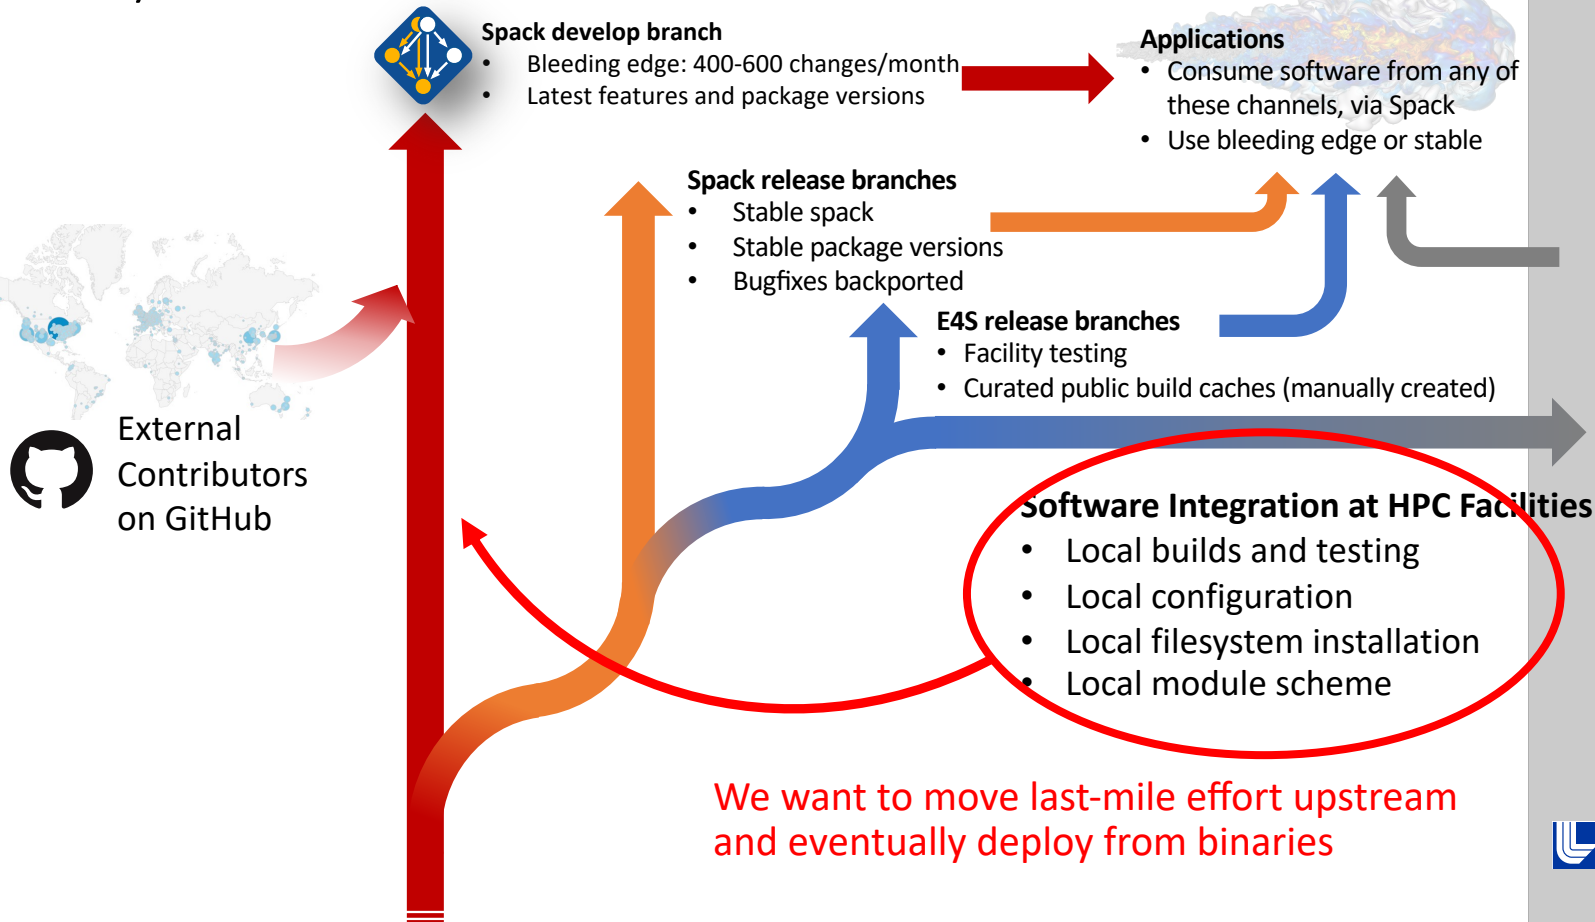 Spack develop branch
• Bleeding edge: 400-600 changes/month
• Latest features and package versions
Applications
• Consume software from any of
these channels, via Spack
• Use bleeding edge or stable
Spack release branches
• Stable spack
• Stable package versions
• Bugfixes backported
E4S release branches
• Facility testing
• Curated public build caches (manually created)
External
Contributors
on GitHub
Software Integration at HPC Facilities
• Local builds and testing
• Local configuration
• Local filesystem installation
• Local module scheme
We want to move last-mile effort upstream
and eventually deploy from binaries